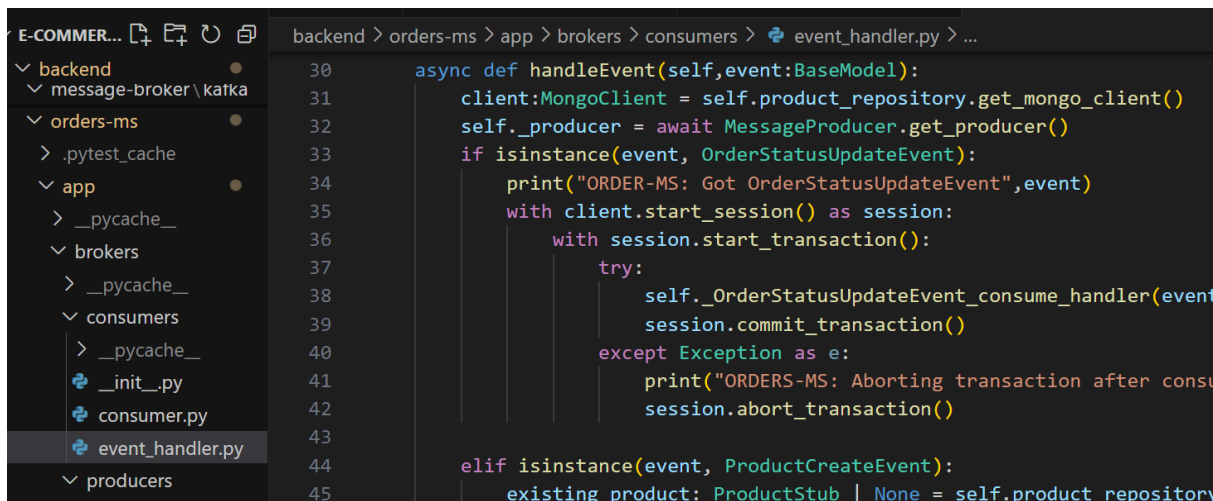 E-COMMER...
backend
message-broker\kafka
orders-ms
.pytest_cache
app
__pycache__
brokers
__pycache__
consumers
__pycache__
__init__.py
consumer.py
event_handler.py
producers
backend > orders-ms > app > brokers > consumers > event_handler.py > ...
30 async def handleEvent(self,event:BaseModel):
31 client:MongoClient = self.product_repository.get_mongo_client()
32 self._producer = await MessageProducer.get_producer()
33 if isinstance(event, OrderStatusUpdateEvent):
34 print("ORDER-MS: Got OrderStatusUpdateEvent",event)
35 with client.start_session() as session:
36 with session.start_transaction():
37 try:
38 self._OrderStatusUpdateEvent_consume_handler(event
39 session.commit_transaction()
40 except Exception as e:
41 print("ORDERS-MS: Aborting transaction after consu
42 session.abort_transaction()
43
44 elif isinstance(event, ProductCreateEvent):
45 existing_product: ProductStub | None = self.product_repository